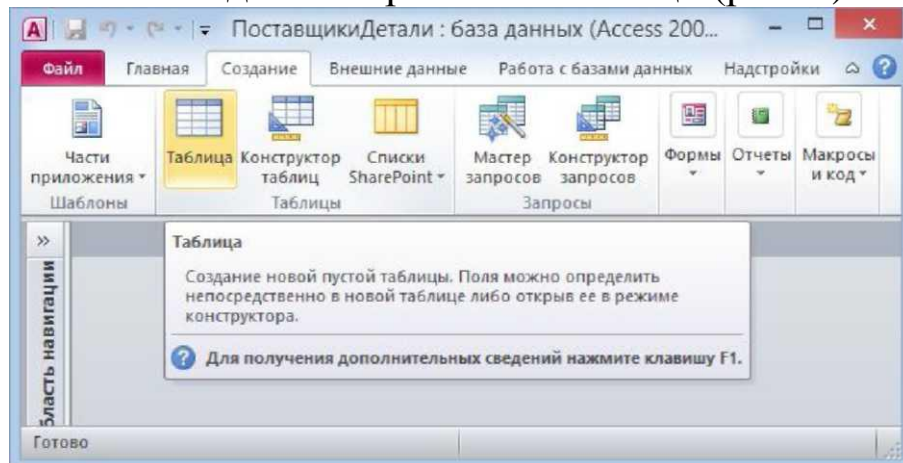 ПоставщикиДетали : база данных (Access 200...
Файл Главная Создание Внешние данные Работа с базами данных Надстройки
Части приложения
Таблица
Конструктор таблиц
Списки SharePoint
Мастер запросов
Конструктор запросов
Формы
Отчеты
Макросы и код
Шаблоны Таблицы Запросы
Таблица
Создание новой пустой таблицы. Поля можно определить
непосредственно в новой таблице либо открыв ее в режиме
конструктора.
Для получения дополнительных сведений нажмите клавишу F1.
навигации
Готово